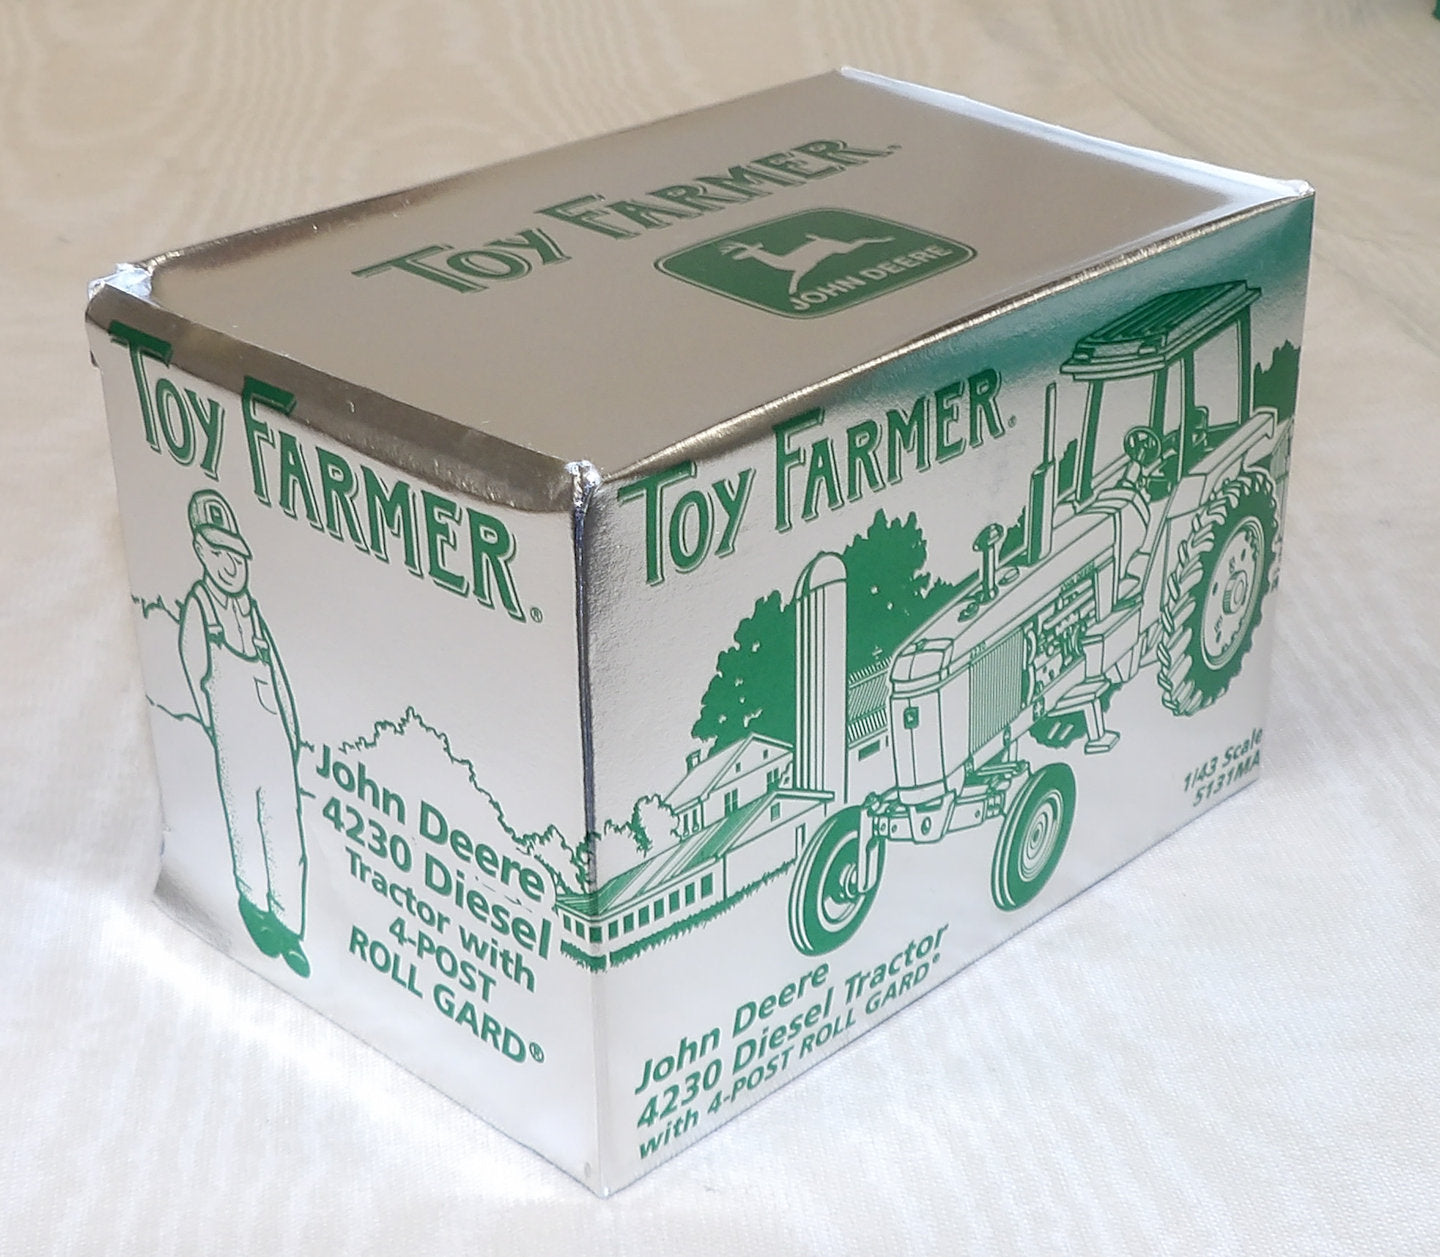 TOY FARMER®
JOHN DEERE
TOY FARMER®
John Deere
4230 Diesel
Tractor with
4-POST
ROLL GARD®
TOY FARMER®
1/43 Scale
5131MA
John Deere
4230 Diesel Tractor
with 4-POST ROLL GARD®